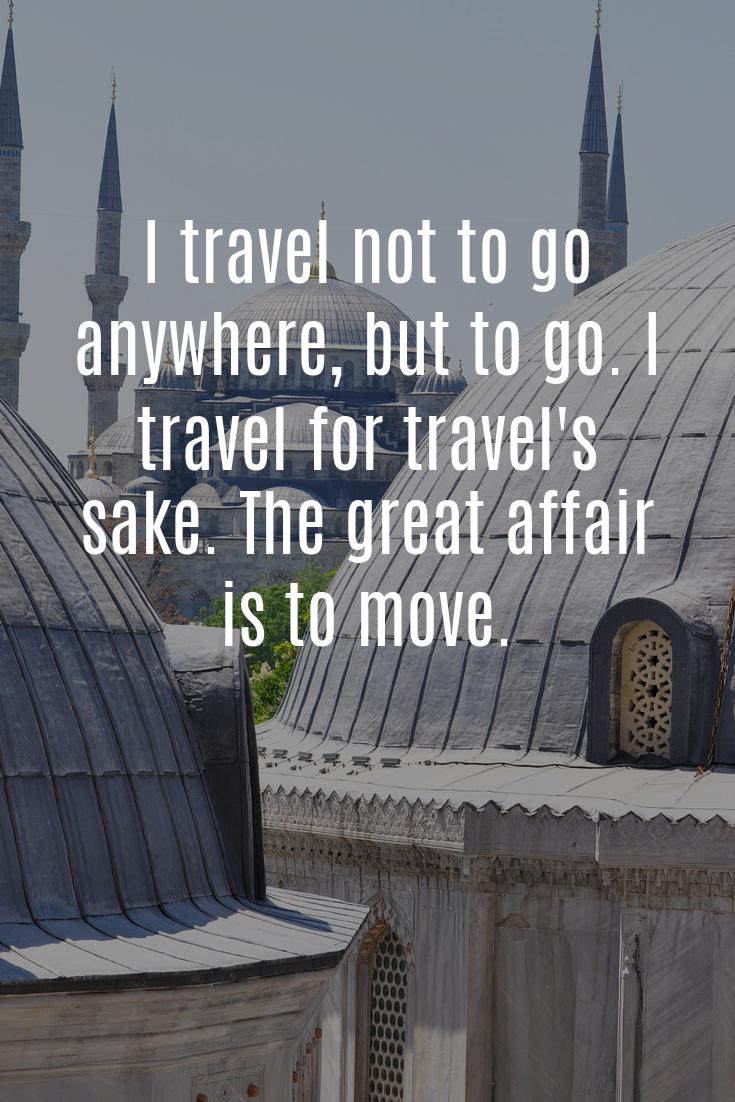 I travel not to go
anywhere, but to go. I
travel for travel's
sake. The great affair
is to move.